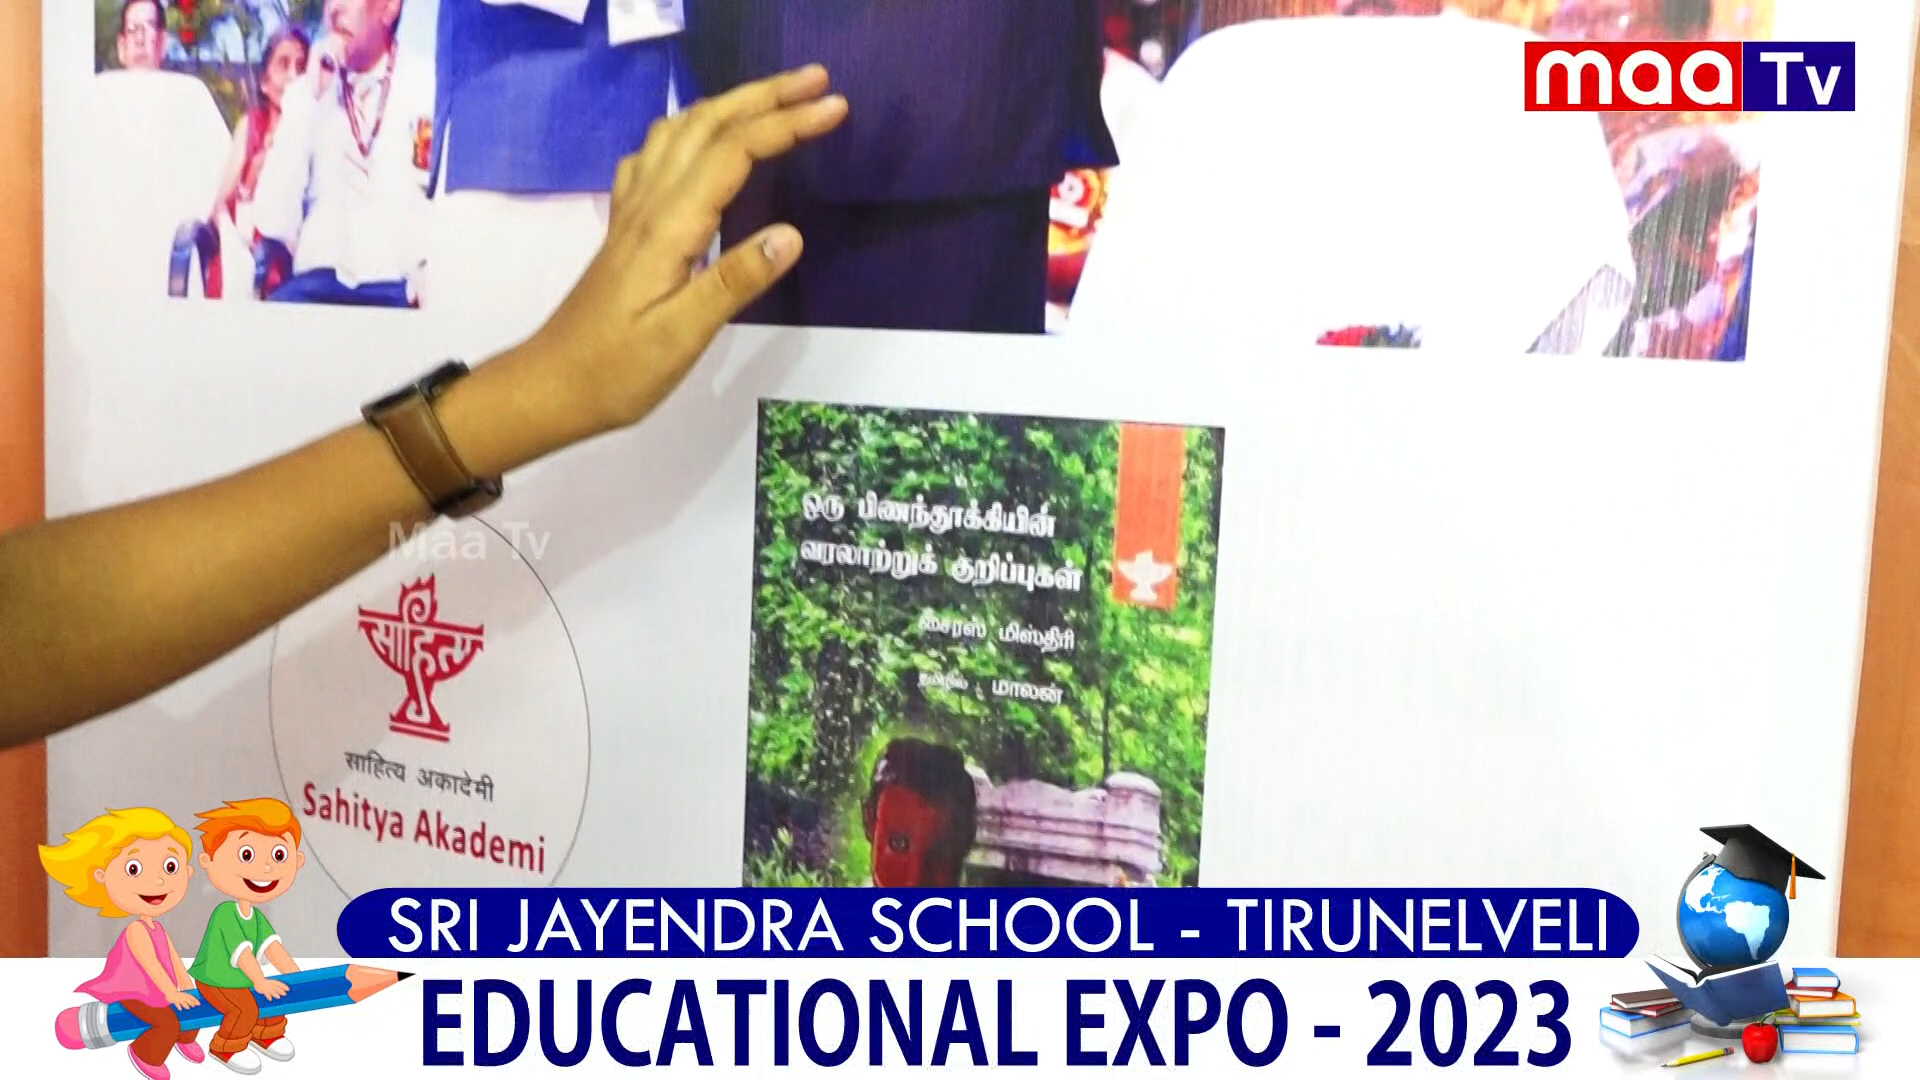 maa Tv
Maa Tv
ஒரு பிணந்தூக்கியின்
வரலாற்றுக் குறிப்புகள்
சைரஸ் மிஸ்திரி
தமிழில் : மாலன்
साहित्य
साहित्य अकादेमी
Sahitya Akademi
SRI JAYENDRA SCHOOL - TIRUNELVELI
EDUCATIONAL EXPO - 2023